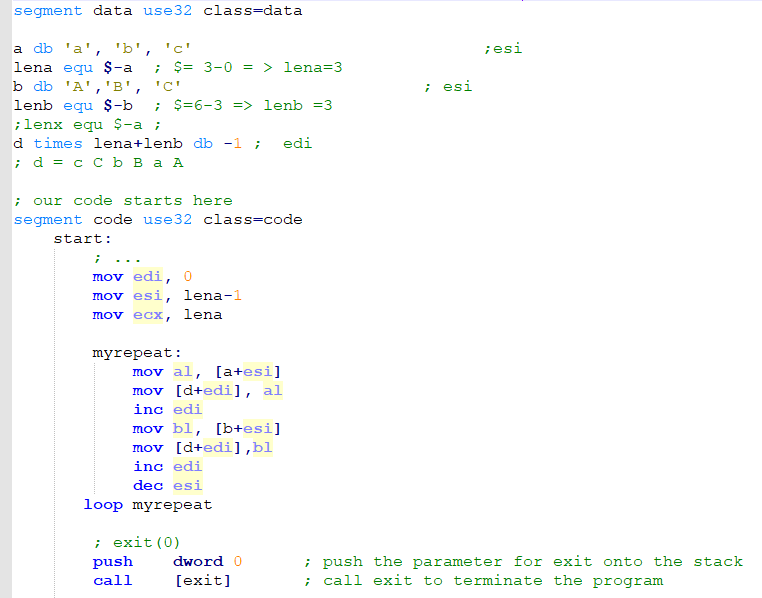 segment data use32 class=data
a db 'a', 'b', 'c' ;esi
lena equ $-a ; $= 3-0 = > lena=3
b db 'A','B', 'C' ; esi
lenb equ $-b ; $=6-3 => lenb =3
;lenx equ $-a ;
d times lena+lenb db -1 ; edi
; d = c C b B a A
; our code starts here
segment code use32 class=code
start:
; ...
mov edi, 0
mov esi, lena-1
mov ecx, lena
myrepeat:
mov al, [a+esi]
mov [d+edi], al
inc edi
mov bl, [b+esi]
mov [d+edi],bl
inc edi
dec esi
loop myrepeat
; exit(0)
push dword 0 ; push the parameter for exit onto the stack
call [exit] ; call exit to terminate the program